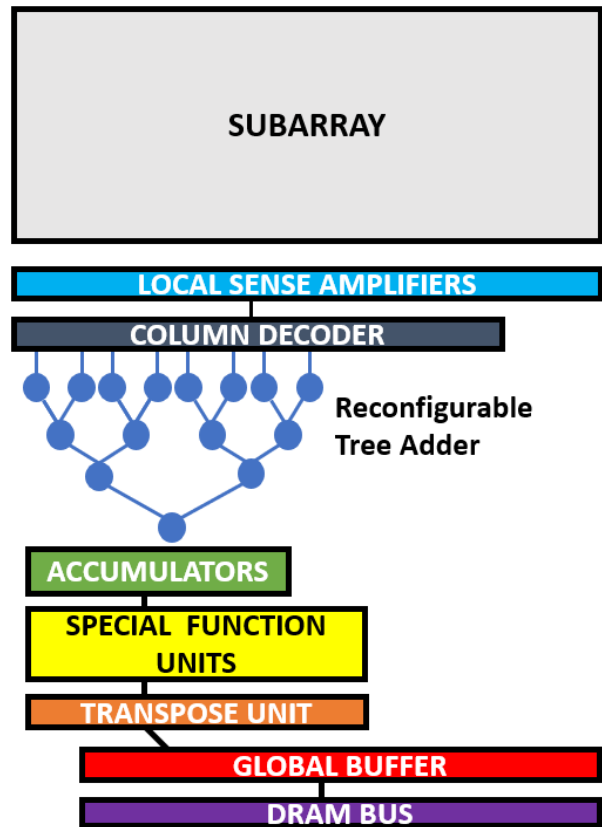 SUBARRAY
LOCAL SENSE AMPLIFIERS
COLUMN DECODER
Reconfigurable
Tree Adder
ACCUMULATORS
SPECIAL FUNCTION
UNITS
TRANSPOSE UNIT
GLOBAL BUFFER
DRAM BUS